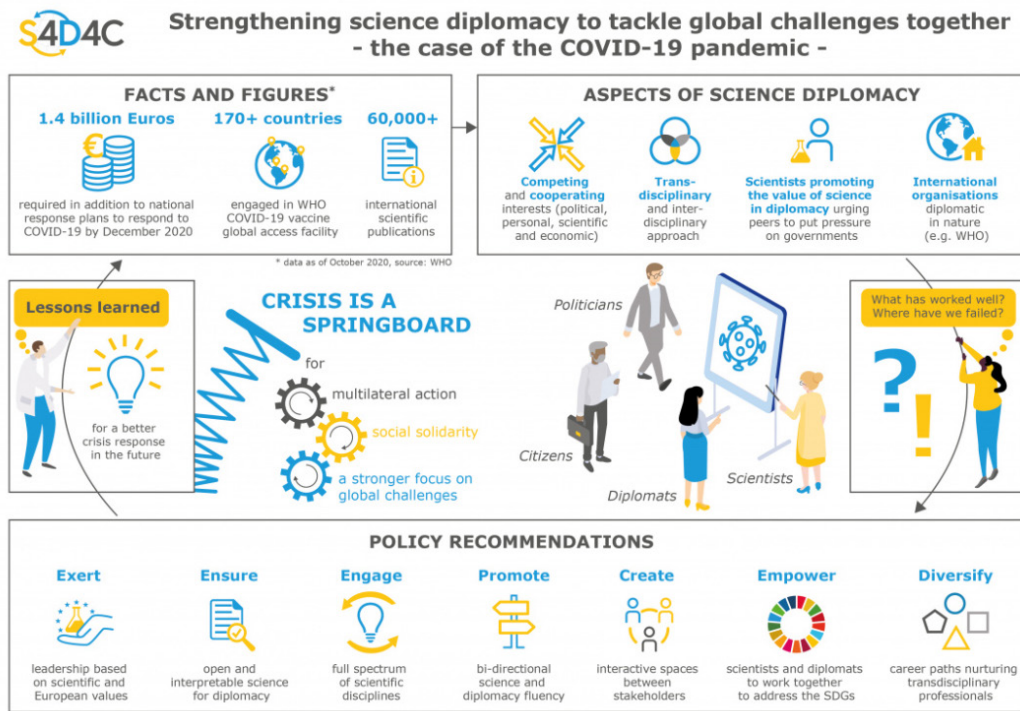 S4D4C
Strengthening science diplomacy to tackle global challenges together
- the case of the COVID-19 pandemic -
FACTS AND FIGURES*
1.4 billion Euros
required in addition to national
response plans to respond to
COVID-19 by December 2020
170+ countries
engaged in WHO
COVID-19 vaccine
global access facility
60,000+
international
scientific
publications
* data as of October 2020, source: WHO
ASPECTS OF SCIENCE DIPLOMACY
Competing
and cooperating
interests (political,
personal, scientific
and economic)
Trans-
disciplinary
and inter-
disciplinary
approach
Scientists promoting
the value of science
in diplomacy urging
peers to put pressure
on governments
International
organisations
diplomatic
in nature
(e.g. WHO)
Lessons learned
for a better
crisis response
in the future
CRISIS IS A
SPRINGBOARD
for
multilateral action
social solidarity
a stronger focus on
global challenges
Politicians
Citizens
Diplomats
Scientists
What has worked well?
Where have we failed?
?
!
POLICY RECOMMENDATIONS
Exert
leadership based
on scientific and
European values
Ensure
open and
interpretable science
for diplomacy
Engage
full spectrum
of scientific
disciplines
Promote
bi-directional
science and
diplomacy fluency
Create
interactive spaces
between
stakeholders
Empower
scientists and diplomats
to work together
to address the SDGs
Diversify
career paths nurturing
transdisciplinary
professionals